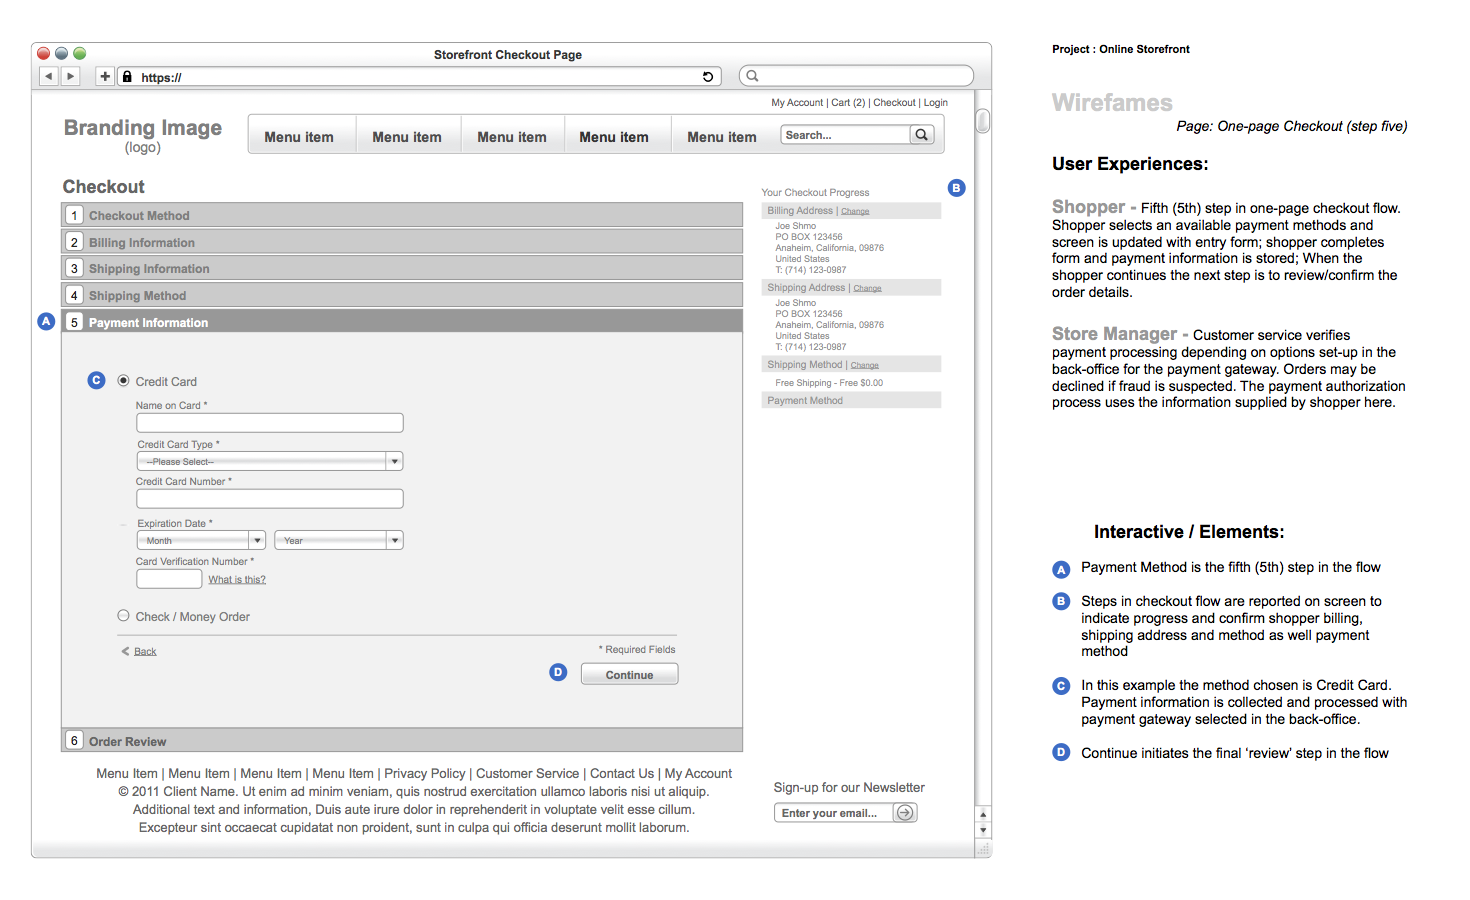 Storefront Checkout Page
https://
My Account | Cart (2) | Checkout | Login
Branding Image
(logo)
Menu item
Menu item
Menu item
Menu item
Menu item
Search...
Checkout
1 Checkout Method
2 Billing Information
3 Shipping Information
4 Shipping Method
A
5 Payment Information
C
Credit Card
Name on Card *
Credit Card Type *
--Please Select--
Credit Card Number *
Expiration Date *
Month
Year
Card Verification Number *
What is this?
Check / Money Order
Back
* Required Fields
D
Continue
6 Order Review
Your Checkout Progress
B
Billing Address | Change
Joe Shmo
PO BOX 123456
Anaheim, California, 09876
United States
T: (714) 123-0987
Shipping Address | Change
Joe Shmo
PO BOX 123456
Anaheim, California, 09876
United States
T: (714) 123-0987
Shipping Method | Change
Free Shipping - Free $0.00
Payment Method
Menu Item | Menu Item | Menu Item | Menu Item | Privacy Policy | Customer Service | Contact Us | My Account
© 2011 Client Name. Ut enim ad minim veniam, quis nostrud exercitation ullamco laboris nisi ut aliquip.
Additional text and information, Duis aute irure dolor in reprehenderit in voluptate velit esse cillum.
Excepteur sint occaecat cupidatat non proident, sunt in culpa qui officia deserunt mollit laborum.
Sign-up for our Newsletter
Enter your email...
Project : Online Storefront
Wirefames
Page: One-page Checkout (step five)
User Experiences:
Shopper - Fifth (5th) step in one-page checkout flow.
Shopper selects an available payment methods and
screen is updated with entry form; shopper completes
form and payment information is stored; When the
shopper continues the next step is to review/confirm the
order details.
Store Manager - Customer service verifies
payment processing depending on options set-up in the
back-office for the payment gateway. Orders may be
declined if fraud is suspected. The payment authorization
process uses the information supplied by shopper here.
Interactive / Elements:
A Payment Method is the fifth (5th) step in the flow
B Steps in checkout flow are reported on screen to
indicate progress and confirm shopper billing,
shipping address and method as well payment
method
C In this example the method chosen is Credit Card.
Payment information is collected and processed with
payment gateway selected in the back-office.
D Continue initiates the final 'review' step in the flow